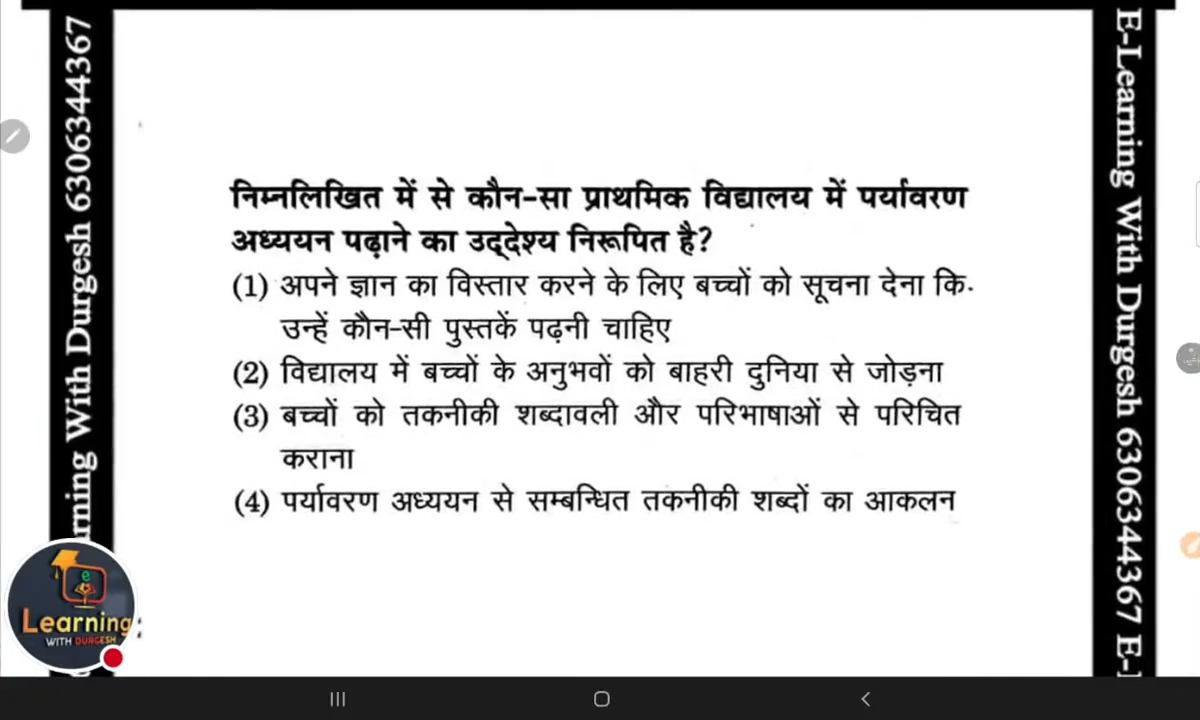 निम्नलिखित में से कौन-सा प्राथमिक विद्यालय में पर्यावरण
अध्ययन पढ़ाने का उद्देश्य निरूपित है?
(1) अपने ज्ञान का विस्तार करने के लिए बच्चों को सूचना देना कि
उन्हें कौन-सी पुस्तकें पढ़नी चाहिए
(2) विद्यालय में बच्चों के अनुभवों को बाहरी दुनिया से जोड़ना
(3) बच्चों को तकनीकी शब्दावली और परिभाषाओं से परिचित
कराना
(4) पर्यावरण अध्ययन से सम्बन्धित तकनीकी शब्दों का आकलन
rning With Durgesh 6306344367
E-Learning With Durgesh 6306344367 E-l
e
Learning
WITH DURGESH